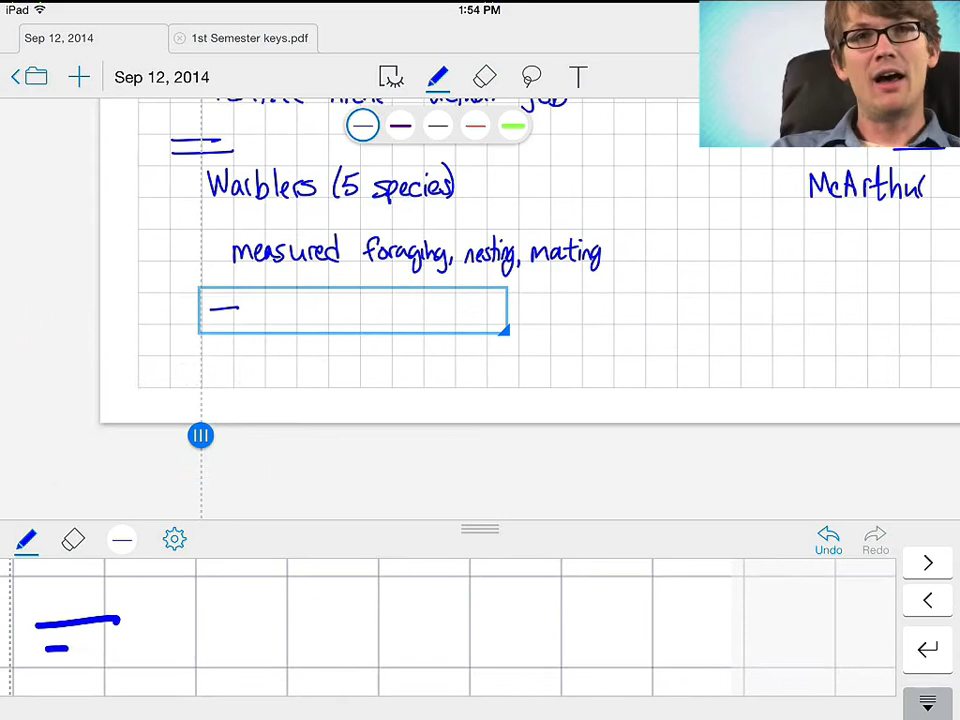 iPad 1:54 PM
Sep 12, 2014 1st Semester keys.pdf
Sep 12, 2014 T
job
Warblers (5 species) McArthur
measured foraging, nesting, mating
Undo Redo